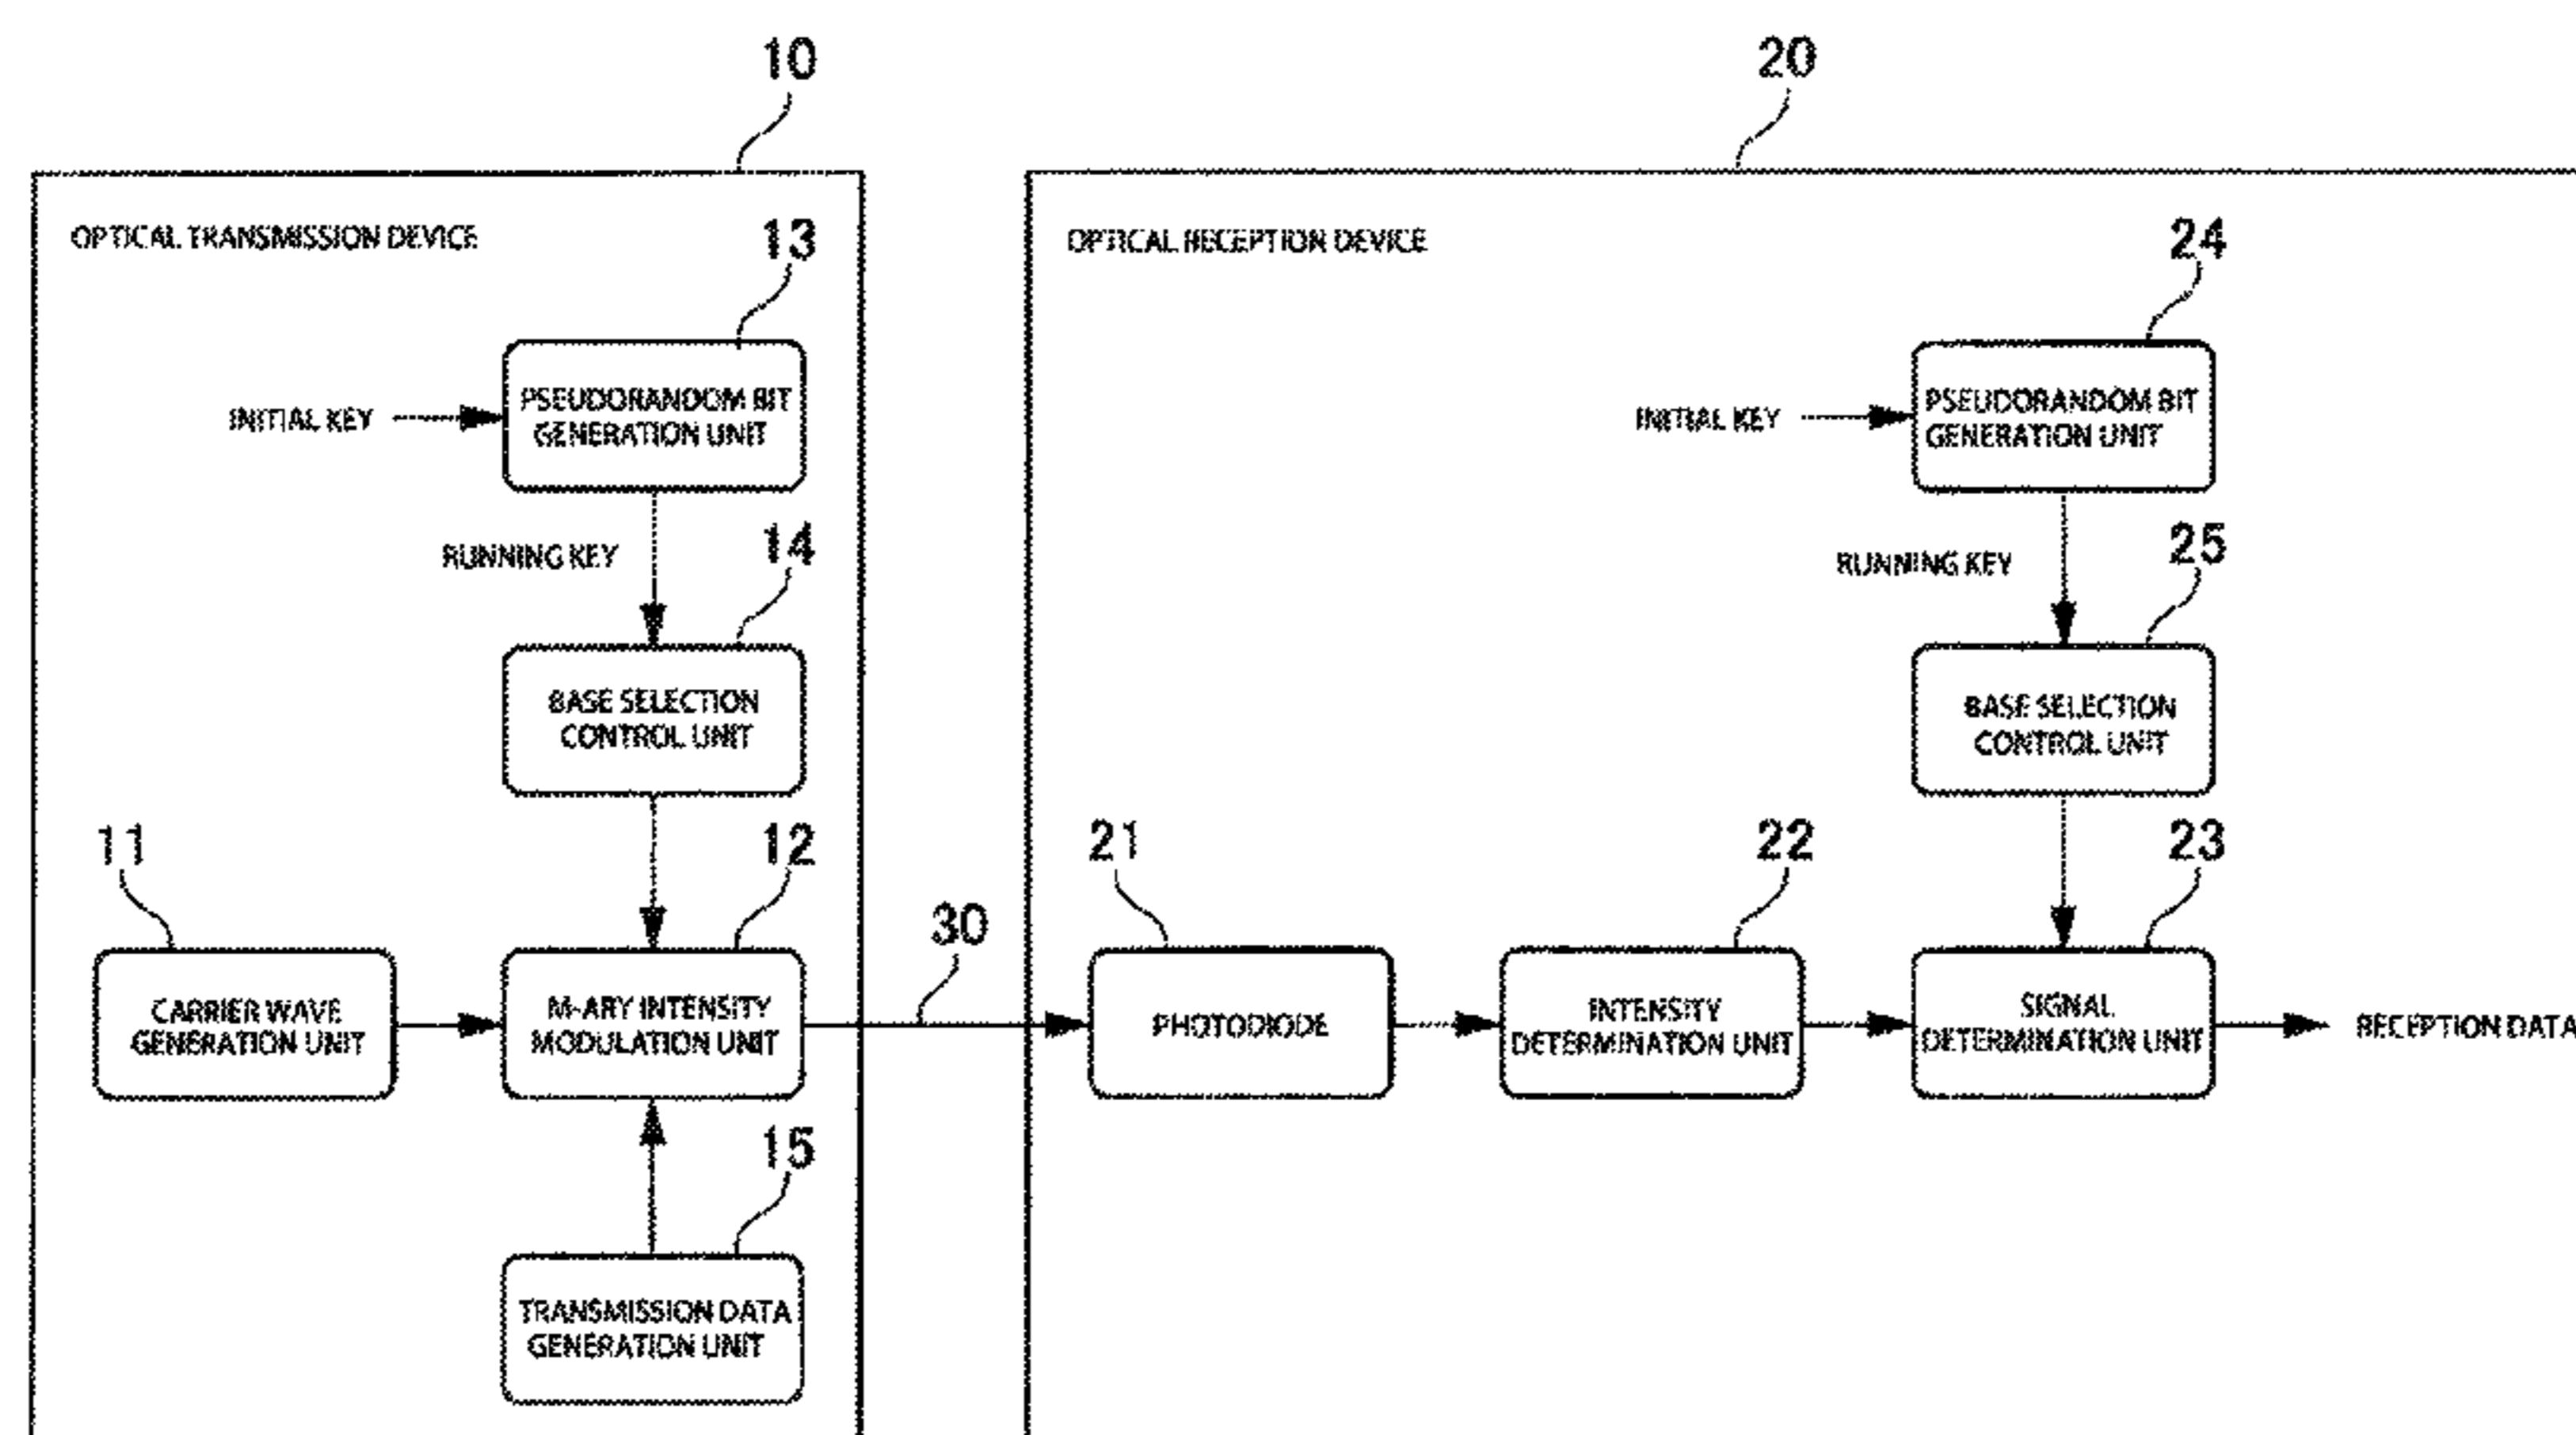 10
20
OPTICAL TRANSMISSION DEVICE
13
OPTICAL RECEPTION DEVICE
24
INITIAL KEY
PSEUDORANDOM BIT
GENERATION UNIT
INITIAL KEY
PSEUDORANDOM BIT
GENERATION UNIT
RUNNING KEY
14
RUNNING KEY
25
BASE SELECTION
CONTROL UNIT
BASE SELECTION
CONTROL UNIT
11
12
21
22
23
30
CARRIER WAVE
GENERATION UNIT
M-ARY INTENSITY
MODULATION UNIT
PHOTODIODE
INTENSITY
DETERMINATION UNIT
SIGNAL
DETERMINATION UNIT
RECEPTION DATA
15
TRANSMISSION DATA
GENERATION UNIT